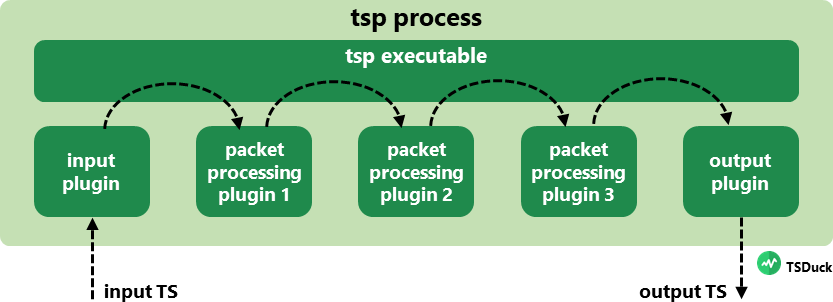 tsp process
tsp executable
input
plugin
packet
processing
plugin 1
packet
processing
plugin 2
packet
processing
plugin 3
output
plugin
input TS
output TS
TSDuck